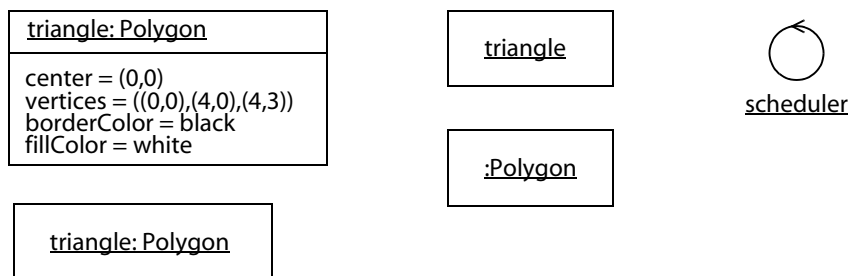 triangle: Polygon
center = (0,0)
vertices = ((0,0),(4,0),(4,3))
borderColor = black
fillColor = white
triangle: Polygon
triangle
:Polygon
scheduler